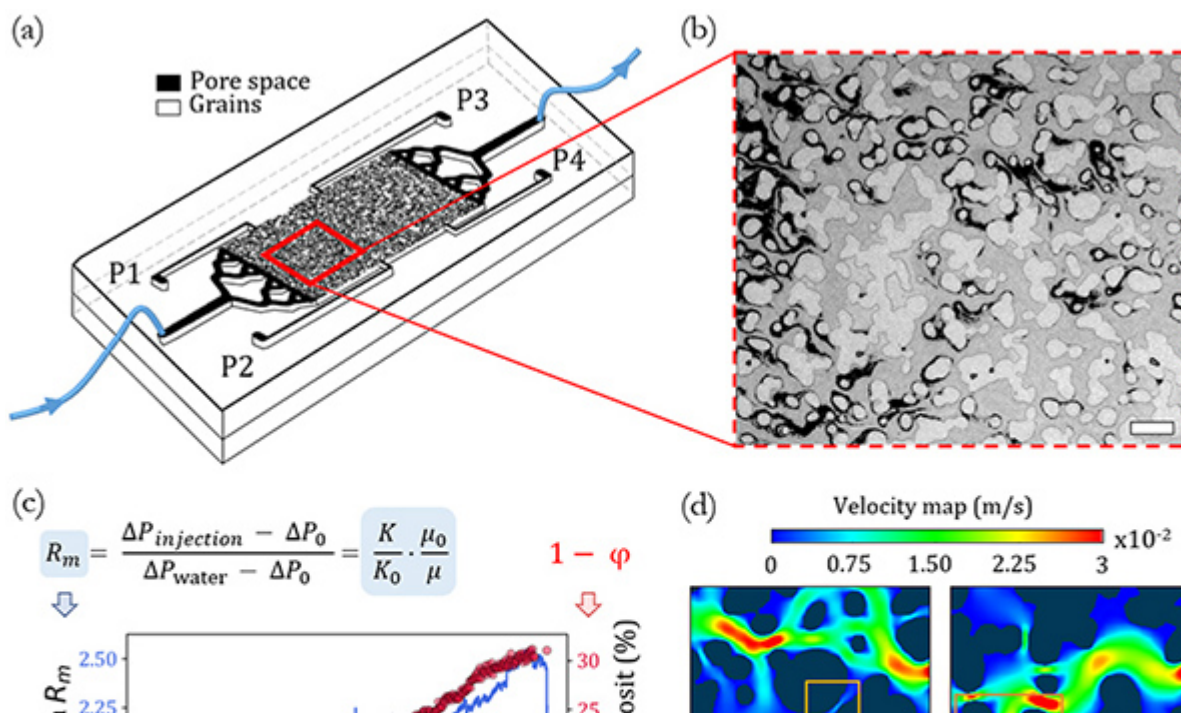 (a)
Pore space
Grains
P3
P4
P1
P2
(b)
(c)
R_m = (ΔP_injection − ΔP_0) / (ΔP_water − ΔP_0) = K/K_0 · μ_0/μ
1 − φ
2.50
2.25
R_m
30
25
(%)
(d)
Velocity map (m/s)
x10^-2
0 0.75 1.50 2.25 3